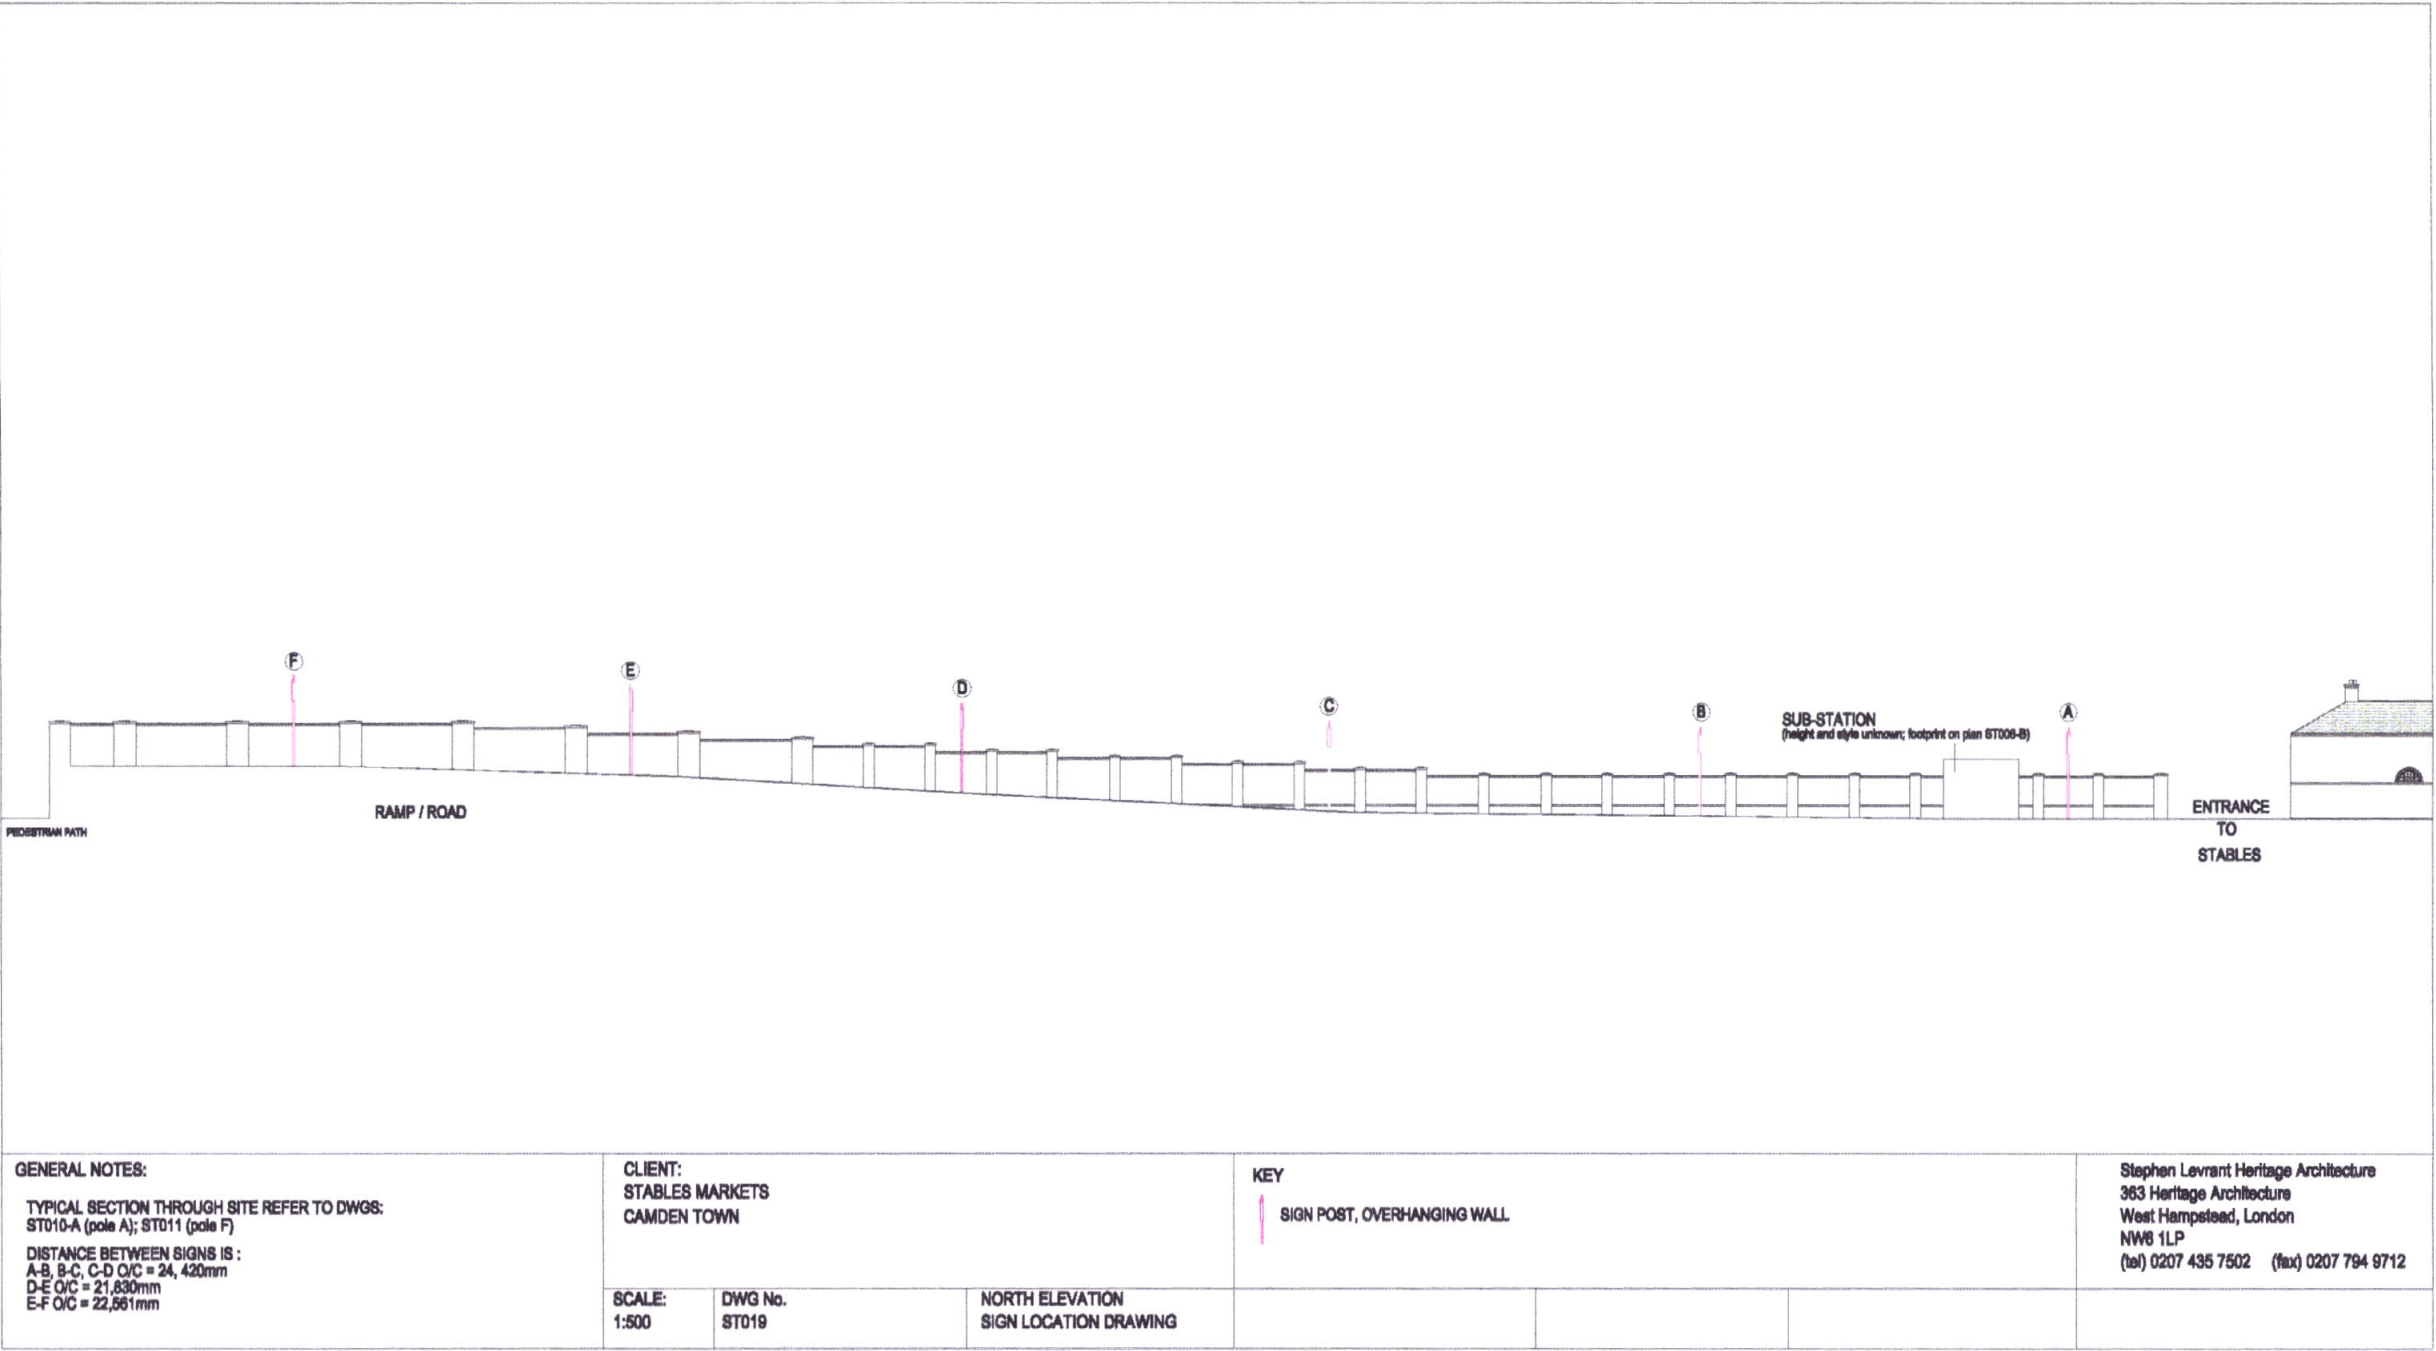 F
E
D
C
B
A
SUB-STATION
(height and style unknown; footprint on plan ST006-B)
RAMP / ROAD
PEDESTRIAN PATH
ENTRANCE
TO
STABLES
GENERAL NOTES:
TYPICAL SECTION THROUGH SITE REFER TO DWGS:
ST010-A (pole A); ST011 (pole F)
DISTANCE BETWEEN SIGNS IS :
A-B, B-C, C-D O/C = 24, 420mm
D-E O/C = 21,830mm
E-F O/C = 22,561mm
CLIENT:
STABLES MARKETS
CAMDEN TOWN
SCALE:
1:500
DWG No.
ST019
NORTH ELEVATION
SIGN LOCATION DRAWING
KEY
SIGN POST, OVERHANGING WALL
Stephen Levrant Heritage Architecture
363 Heritage Architecture
West Hampstead, London
NW6 1LP
(tel) 0207 435 7502 (fax) 0207 794 9712